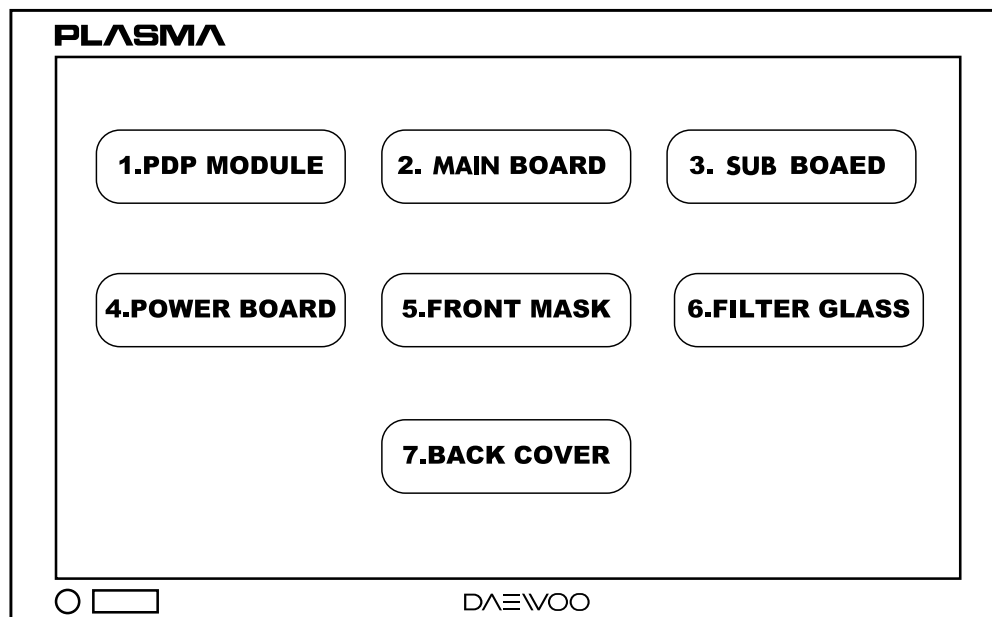 PLASMA
1.PDP MODULE
2. MAIN BOARD
3. SUB BOAED
4.POWER BOARD
5.FRONT MASK
6.FILTER GLASS
7.BACK COVER
DAEWOO